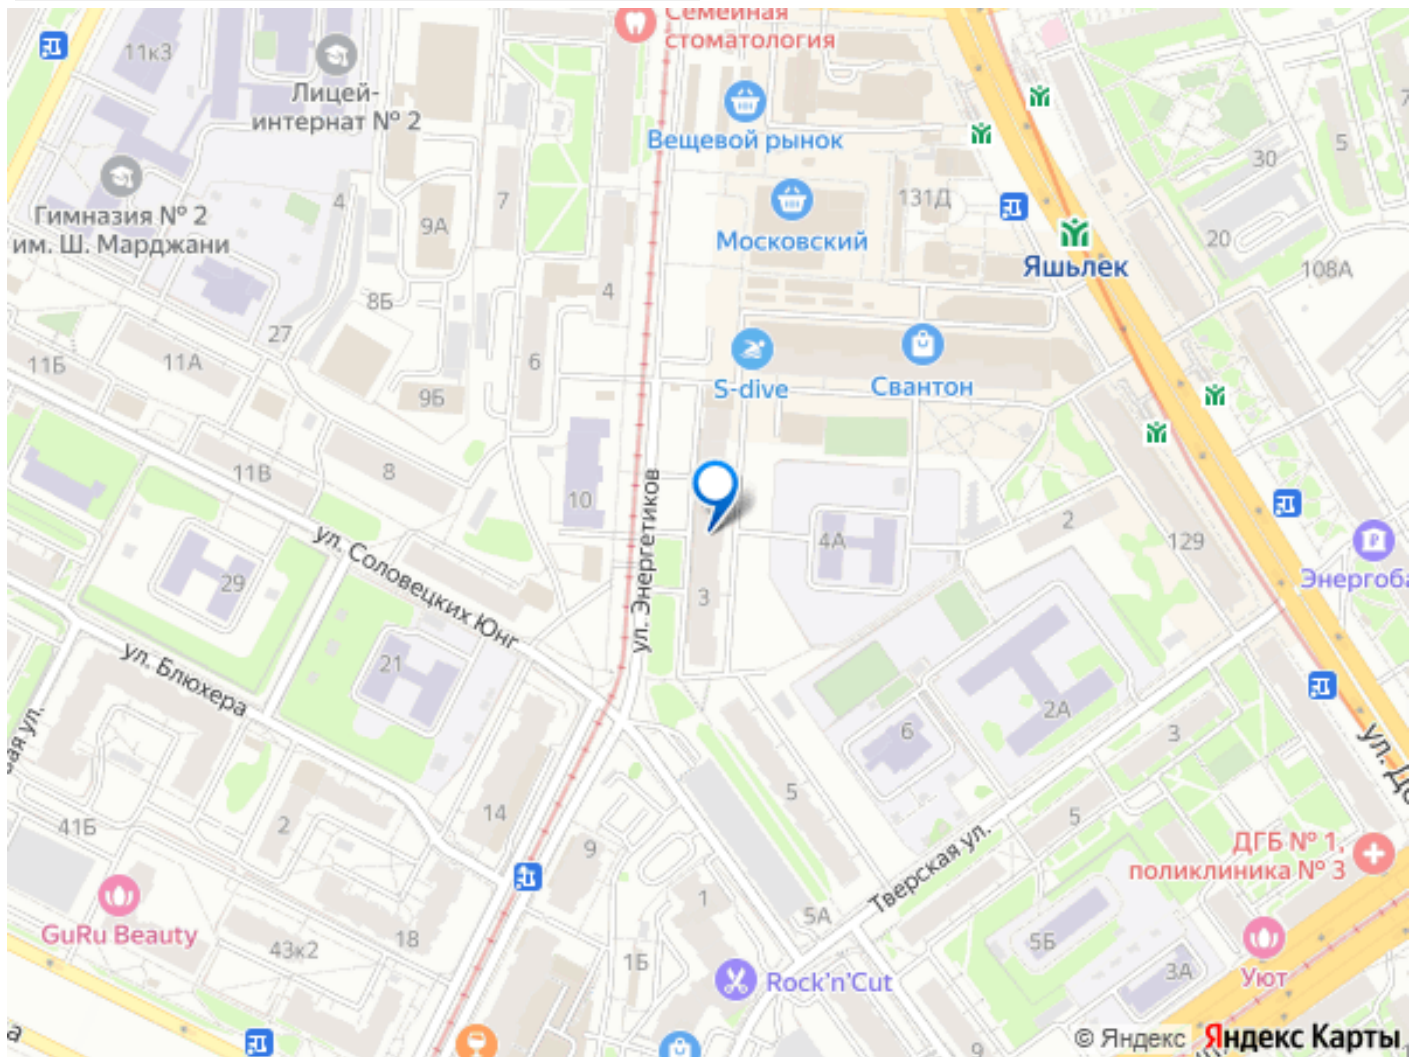 Семейная
стоматология
11к3
Лицей-
интернат № 2
Вещевой рынок
5
30
Гимназия № 2
им. Ш. Марджани
4
9А
7
131Д
Московский
20
Яшьлек
108А
8Б
4
27
11Б
11А
6
9Б
S-dive
Свантон
11В
8
10
ул. Энергетиков
4А
2
129
Энергоба
ул. Соловецких Юнг
29
3
21
ул. Блюхера
вая ул.
6
2А
3
ул. До
14
5
5
41Б
2
9
Тверская ул.
ДГБ № 1,
поликлиника № 3
GuRu Beauty
18
43к2
1
5А
1Б
5Б
3А
Rock'n'Cut
Уют
а
9
© Яндекс Яндекс Карты